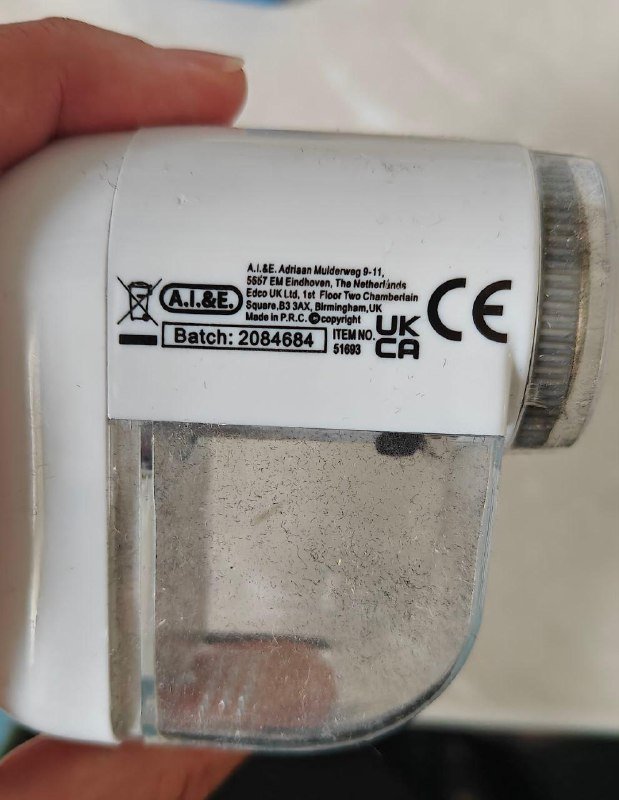 A.I.&E. Adriaan Mulderweg 9-11,
5657 EM Eindhoven, The Netherlands
Edco UK Ltd, 1st Floor Two Chamberlain
Square,B3 3AX, Birmingham,UK
Made in P.R.C. ©copyright
A.I.&E.
Batch: 2084684
ITEM NO.
51693
UK
CA
CE